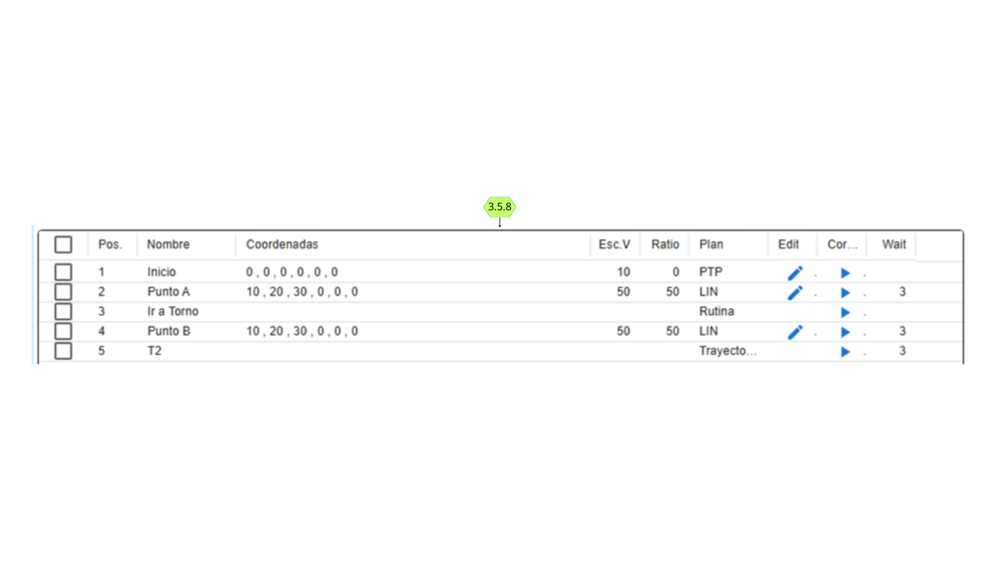 3.5.8
Pos. Nombre Coordenadas Esc.V Ratio Plan Edit Cor... Wait
1 Inicio 0 , 0 , 0 , 0 , 0 , 0 10 0 PTP . .
2 Punto A 10 , 20 , 30 , 0 , 0 , 0 50 50 LIN . . 3
3 Ir a Torno Rutina .
4 Punto B 10 , 20 , 30 , 0 , 0 , 0 50 50 LIN . . 3
5 T2 Trayecto... . 3